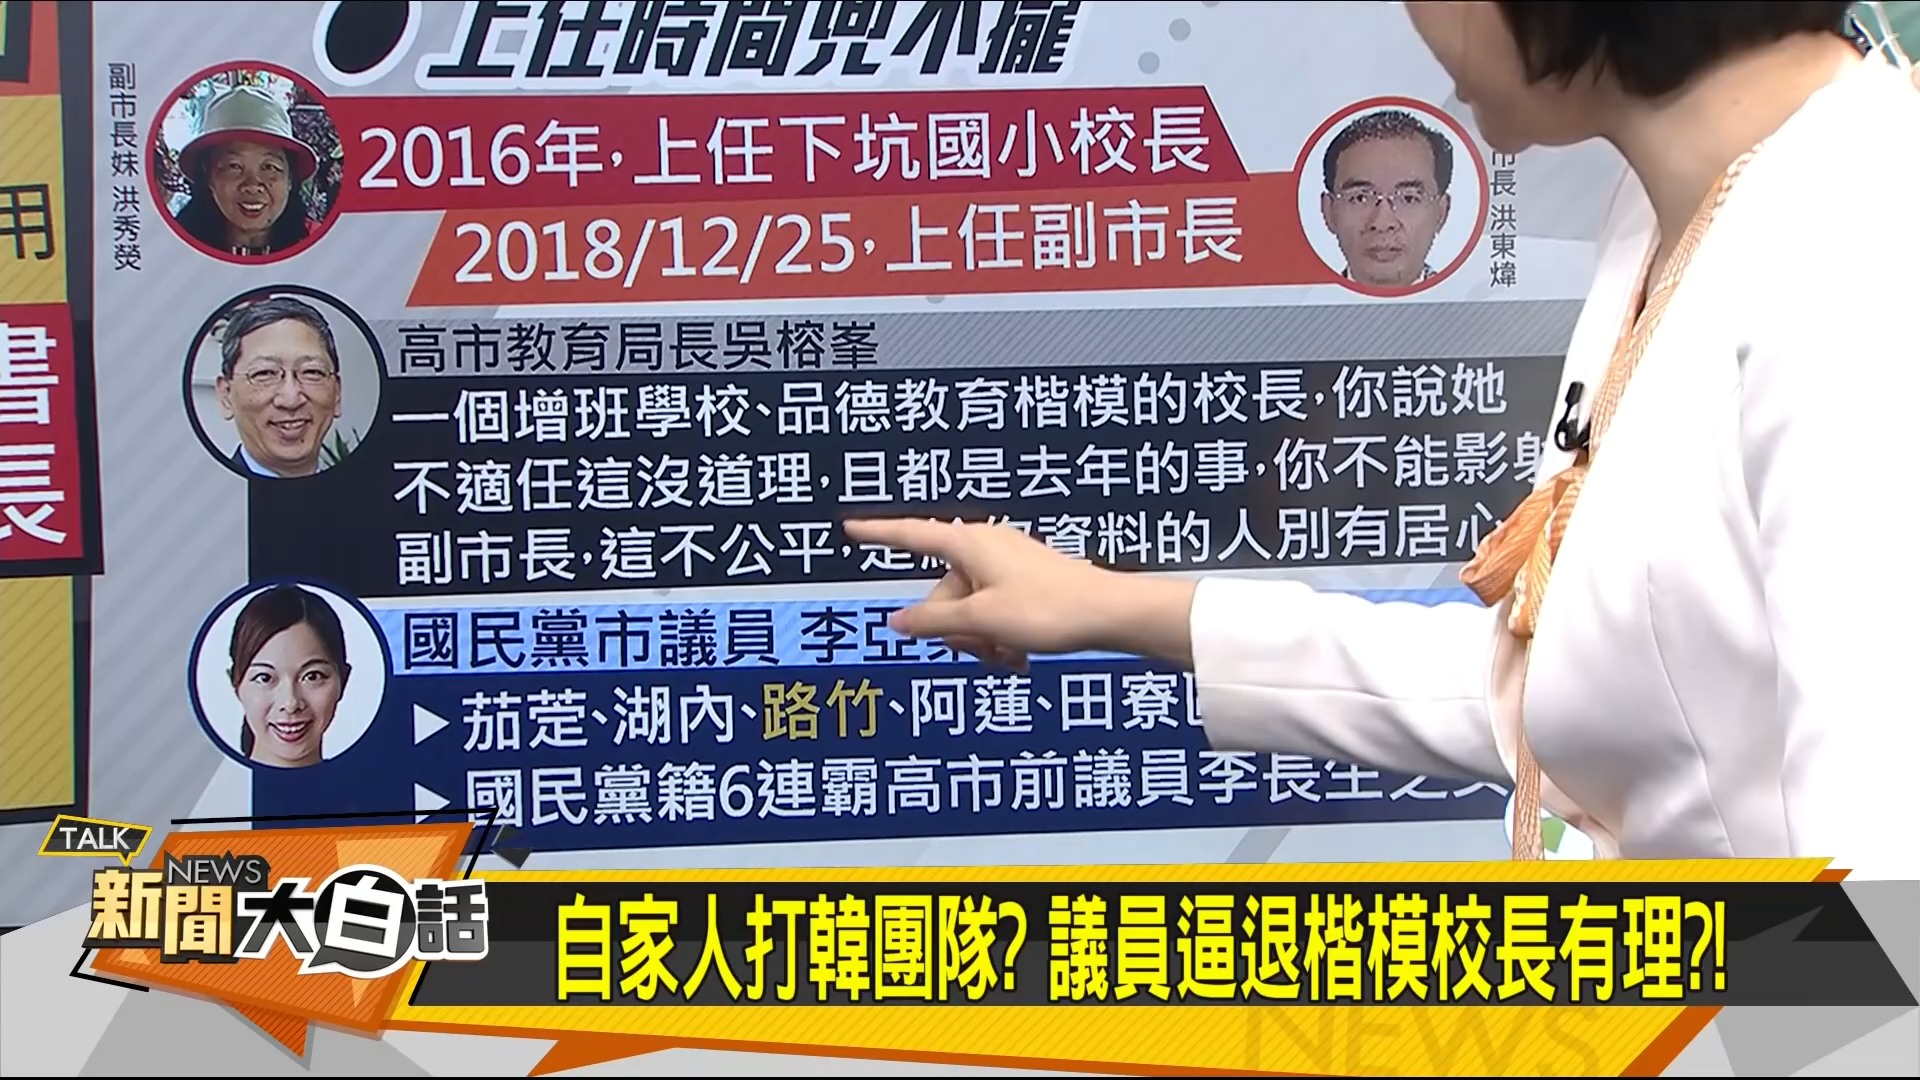 上任時間兜不攏
副市長妹 洪秀熒
2016年，上任下坑國小校長
2018/12/25，上任副市長
市長 洪東煒
用
書
長
高市教育局長吳榕峯
一個增班學校、品德教育楷模的校長，你說她
不適任這沒道理，且都是去年的事，你不能影射
副市長，這不公平，是 資料的人別有居心
國民黨市議員 李亞
▶茄萣、湖內、路竹、阿蓮、田寮
▶國民黨籍6連霸高市前議員李長生之
TALK
NEWS
新聞大白話
自家人打韓團隊? 議員逼退楷模校長有理?!
NEWS